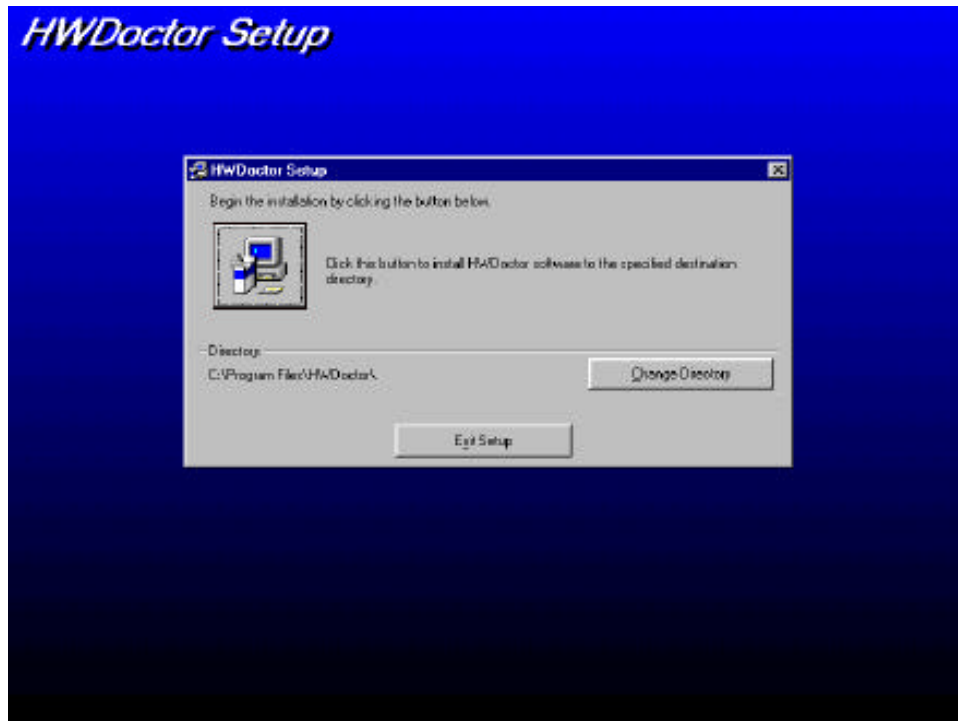 HWDoctor Setup
HWDoctor Setup
Begin the installation by clicking the button below.
Click this button to install HWDoctor software to the specified destination
directory.
Directory:
C:\Program Files\HWDoctor\
Change Directory
Exit Setup